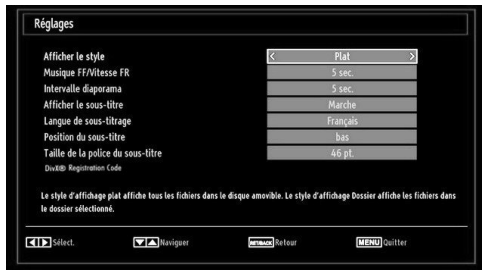 Réglages
Afficher le style < Plat >
Musique FF/Vitesse FR 5 sec.
Intervalle diaporama 5 sec.
Afficher le sous-titre Marche
Langue de sous-titrage Français
Position du sous-titre bas
Taille de la police du sous-titre 46 pt.
DivX® Registration Code
Le style d'affichage plat affiche tous les fichiers dans le disque amovible. Le style d'affichage Dossier affiche les fichiers dans
le dossier sélectionné.
Sélect. Naviguer RET/BACK Retour MENU Quitter